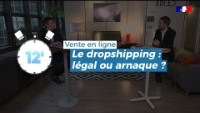 12'
Vente en ligne
Le dropshipping :
légal ou arnaque ?